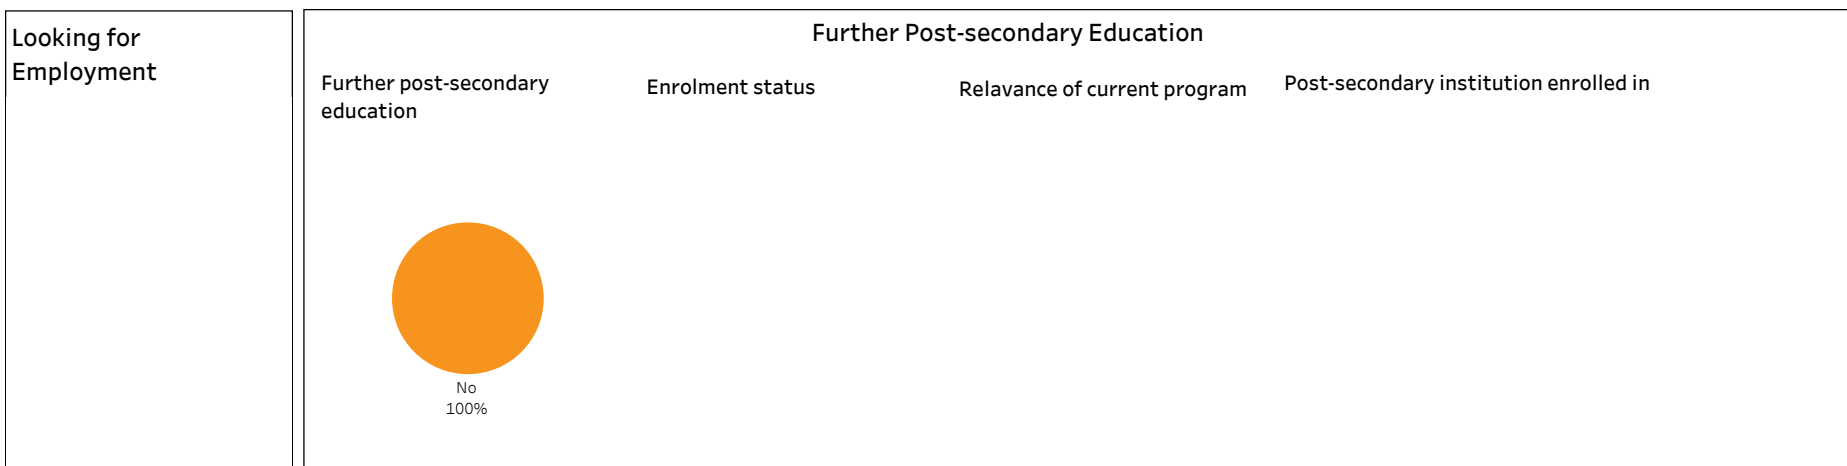 Looking for
Employment
Further Post-secondary Education
Further post-secondary
education
Enrolment status
Relavance of current program
Post-secondary institution enrolled in
No
100%